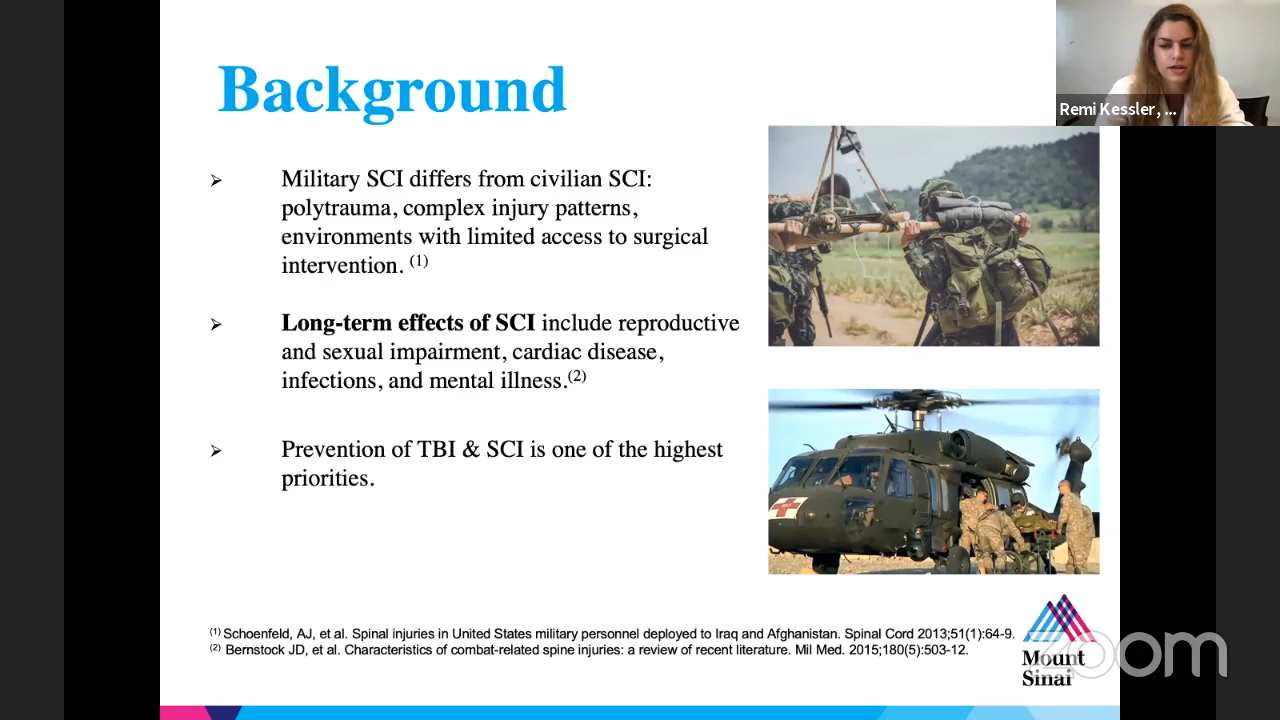 Background
Remi Kessler, ...
➢ Military SCI differs from civilian SCI:
polytrauma, complex injury patterns,
environments with limited access to surgical
intervention. (1)
➢ Long-term effects of SCI include reproductive
and sexual impairment, cardiac disease,
infections, and mental illness.(2)
➢ Prevention of TBI & SCI is one of the highest
priorities.
(1) Schoenfeld, AJ, et al. Spinal injuries in United States military personnel deployed to Iraq and Afghanistan. Spinal Cord 2013;51(1):64-9.
(2) Bernstock JD, et al. Characteristics of combat-related spine injuries: a review of recent literature. Mil Med. 2015;180(5):503-12.
Mount
Sinai
zoom